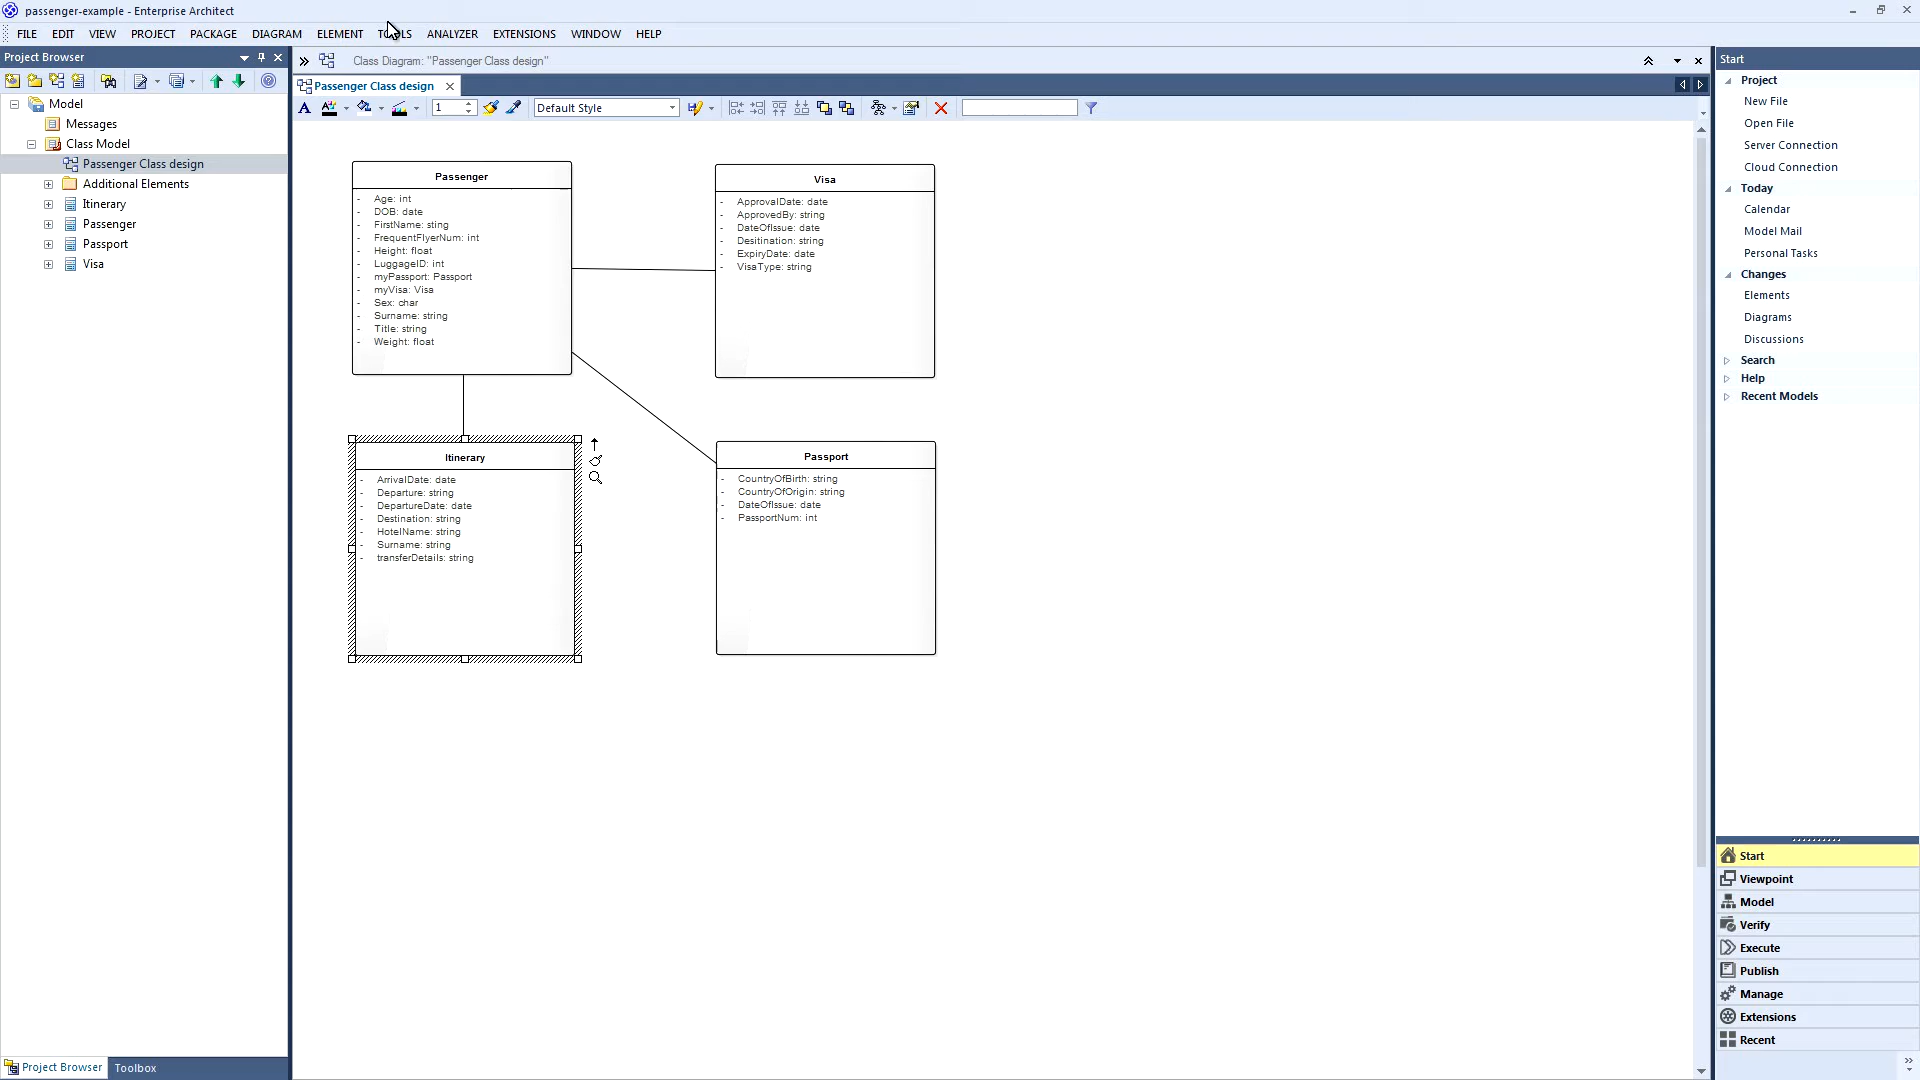 passenger-example - Enterprise Architect
FILE EDIT VIEW PROJECT PACKAGE DIAGRAM ELEMENT TOOLS ANALYZER EXTENSIONS WINDOW HELP
Project Browser
Model
Messages
Class Model
Passenger Class design
Additional Elements
Itinerary
Passenger
Passport
Visa
Project Browser
Toolbox
Class Diagram: "Passenger Class design"
Passenger Class design
1
Default Style
Passenger
- Age: int
- DOB: date
- FirstName: sting
- FrequentFlyerNum: int
- Height: float
- LuggageID: int
- myPassport: Passport
- myVisa: Visa
- Sex: char
- Surname: string
- Title: string
- Weight: float
Visa
- ApprovalDate: date
- ApprovedBy: string
- DateOfIssue: date
- Desitination: string
- ExpiryDate: date
- VisaType: string
Itinerary
- ArrivalDate: date
- Departure: string
- DepartureDate: date
- Destination: string
- HotelName: string
- Surname: string
- transferDetails: string
Passport
- CountryOfBirth: string
- CountryOfOrigin: string
- DateOfIssue: date
- PassportNum: int
Start
Project
New File
Open File
Server Connection
Cloud Connection
Today
Calendar
Model Mail
Personal Tasks
Changes
Elements
Diagrams
Discussions
Search
Help
Recent Models
Start
Viewpoint
Model
Verify
Execute
Publish
Manage
Extensions
Recent